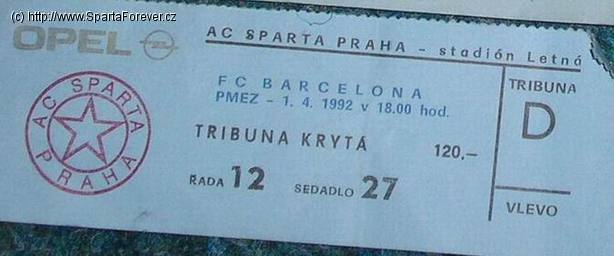 (c) http://www.SpartaForever.cz
OPEL
AC SPARTA PRAHA – stadión Letná
AC SPARTA PRAHA
FC BARCELONA
PMEZ – 1. 4. 1992 v 18.00 hod.
TRIBUNA KRYTÁ 120,–
RADA 12 SEDADLO 27
TRIBUNA
D
VLEVO